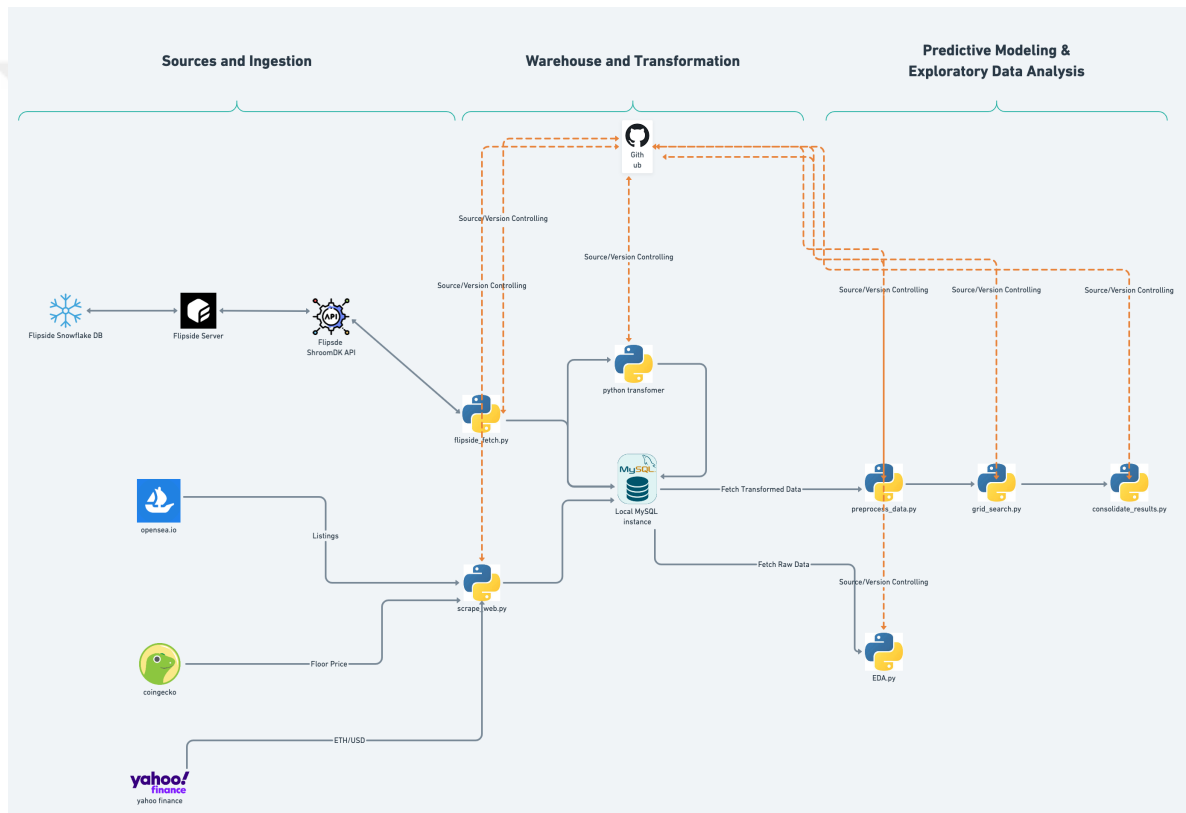 Sources and Ingestion
Warehouse and Transformation
Predictive Modeling &
Exploratory Data Analysis
Gith
ub
Source/Version Controlling
Source/Version Controlling
Source/Version Controlling
Source/Version Controlling
Source/Version Controlling
Source/Version Controlling
Flipside Snowflake DB
Flipside Server
API
Flipsde
ShroomDK API
python transfomer
flipside_fetch.py
MySQL
Local MySQL
instance
Fetch Transformed Data
preprocess_data.py
grid_search.py
consolidate_results.py
opensea.io
Listings
Fetch Raw Data
Source/Version Controlling
scrape_web.py
EDA.py
Floor Price
coingecko
ETH/USD
yahoo!
finance
yahoo finance